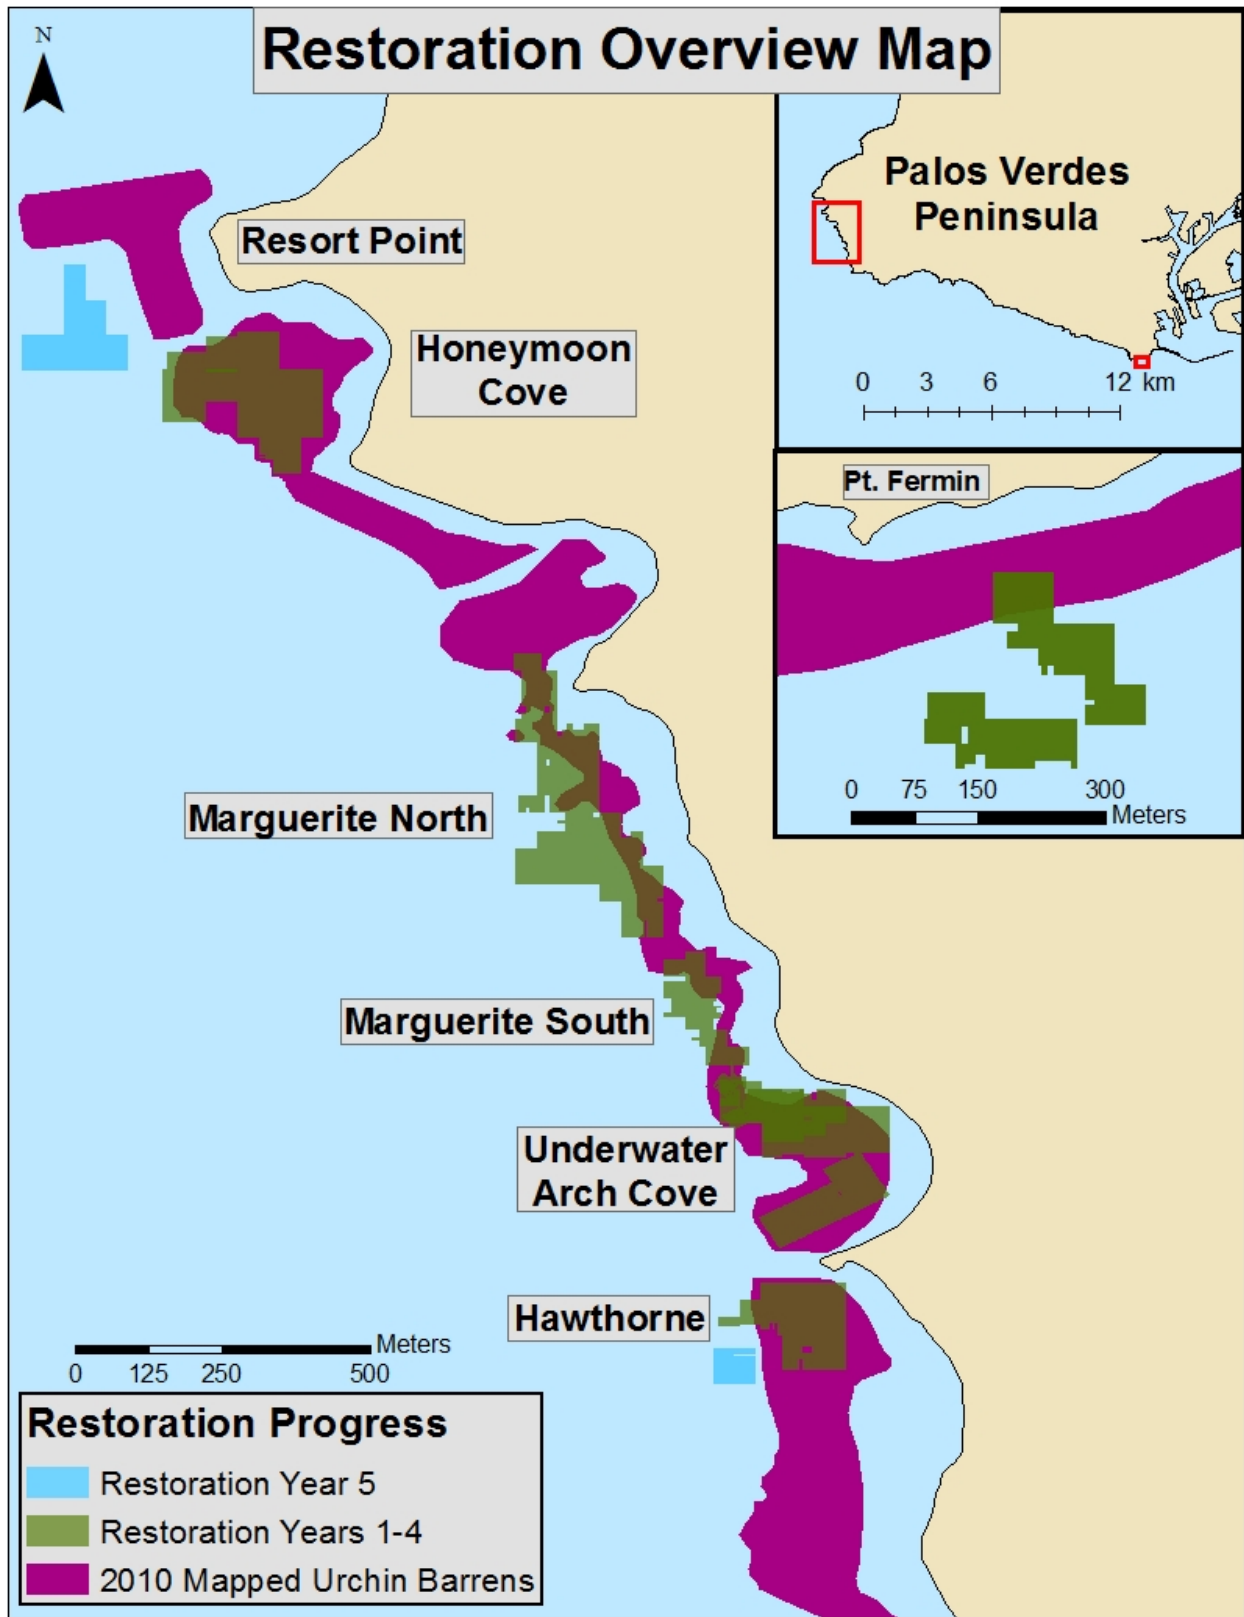 N
Restoration Overview Map
Palos Verdes
Peninsula
0 3 6 12 km
Resort Point
Honeymoon
Cove
Pt. Fermin
0 75 150 300
Meters
Marguerite North
Marguerite South
Underwater
Arch Cove
Hawthorne
Meters
0 125 250 500
Restoration Progress
Restoration Year 5
Restoration Years 1-4
2010 Mapped Urchin Barrens